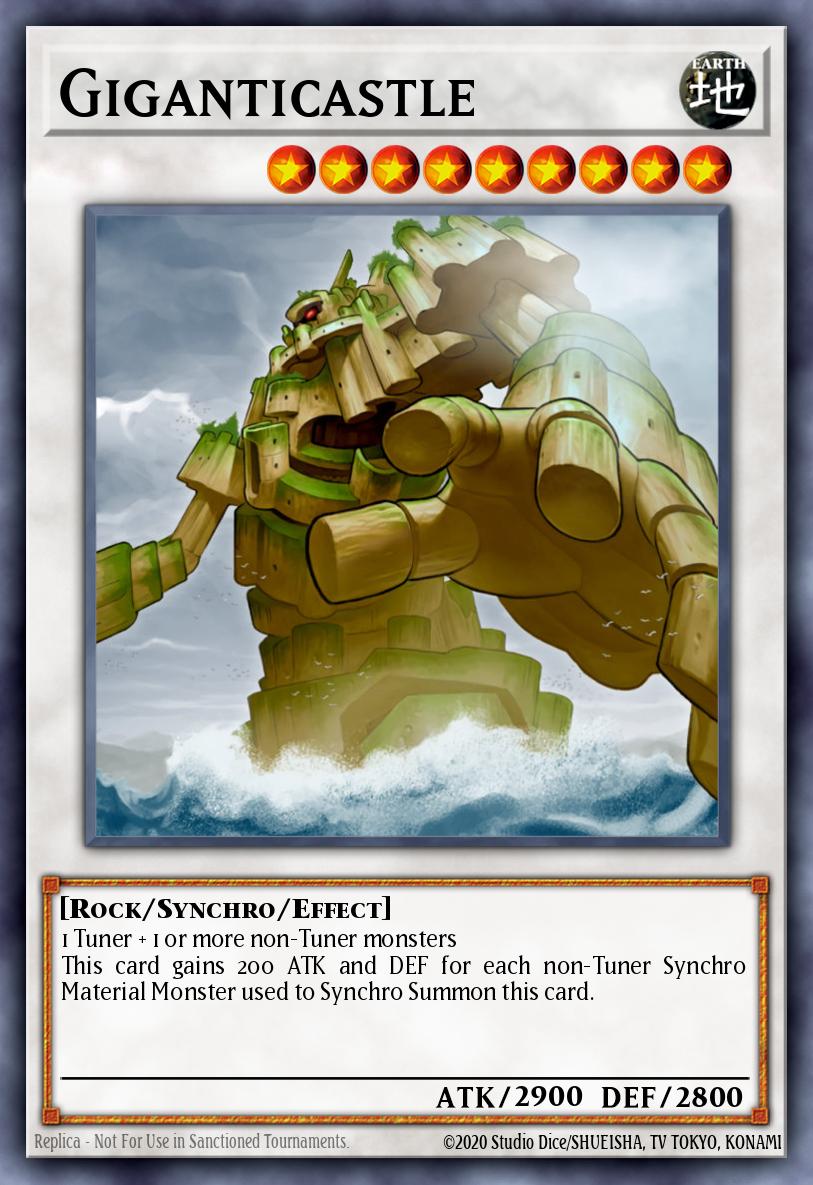 Giganticastle
EARTH
地
[Rock/Synchro/Effect]
1 Tuner + 1 or more non-Tuner monsters
This card gains 200 ATK and DEF for each non-Tuner Synchro
Material Monster used to Synchro Summon this card.
ATK/2900 DEF/2800
Replica - Not For Use in Sanctioned Tournaments.
©2020 Studio Dice/SHUEISHA, TV TOKYO, KONAMI